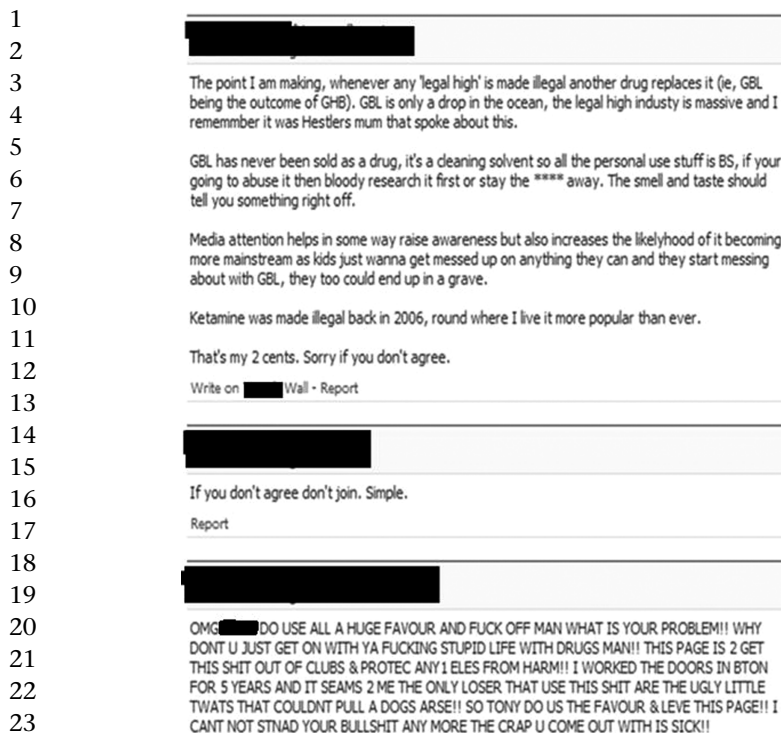 1
2
3 The point I am making, whenever any 'legal high' is made illegal another drug replaces it (ie, GBL
4 being the outcome of GHB). GBL is only a drop in the ocean, the legal high industy is massive and I
rememmber it was Hestlers mum that spoke about this.
5
6 GBL has never been sold as a drug, it's a cleaning solvent so all the personal use stuff is BS, if your
going to abuse it then bloody research it first or stay the **** away. The smell and taste should
7 tell you something right off.
8 Media attention helps in some way raise awareness but also increases the likelyhood of it becoming
9 more mainstream as kids just wanna get messed up on anything they can and they start messing
about with GBL, they too could end up in a grave.
10 Ketamine was made illegal back in 2006, round where I live it more popular than ever.
11
12 That's my 2 cents. Sorry if you don't agree.
13 Write on Wall - Report
14
15
16 If you don't agree don't join. Simple.
17 Report
18
19
20 OMG DO USE ALL A HUGE FAVOUR AND FUCK OFF MAN WHAT IS YOUR PROBLEM!! WHY
21 DONT U JUST GET ON WITH YA FUCKING STUPID LIFE WITH DRUGS MAN!! THIS PAGE IS 2 GET
THIS SHIT OUT OF CLUBS & PROTEC ANY1 ELES FROM HARM!! I WORKED THE DOORS IN BTON
22 FOR 5 YEARS AND IT SEAMS 2 ME THE ONLY LOSER THAT USE THIS SHIT ARE THE UGLY LITTLE
TWATS THAT COULDNT PULL A DOGS ARSE!! SO TONY DO US THE FAVOUR & LEVE THIS PAGE!! I
23 CANT NOT STNAD YOUR BULLSHIT ANY MORE THE CRAP U COME OUT WITH IS SICK!!